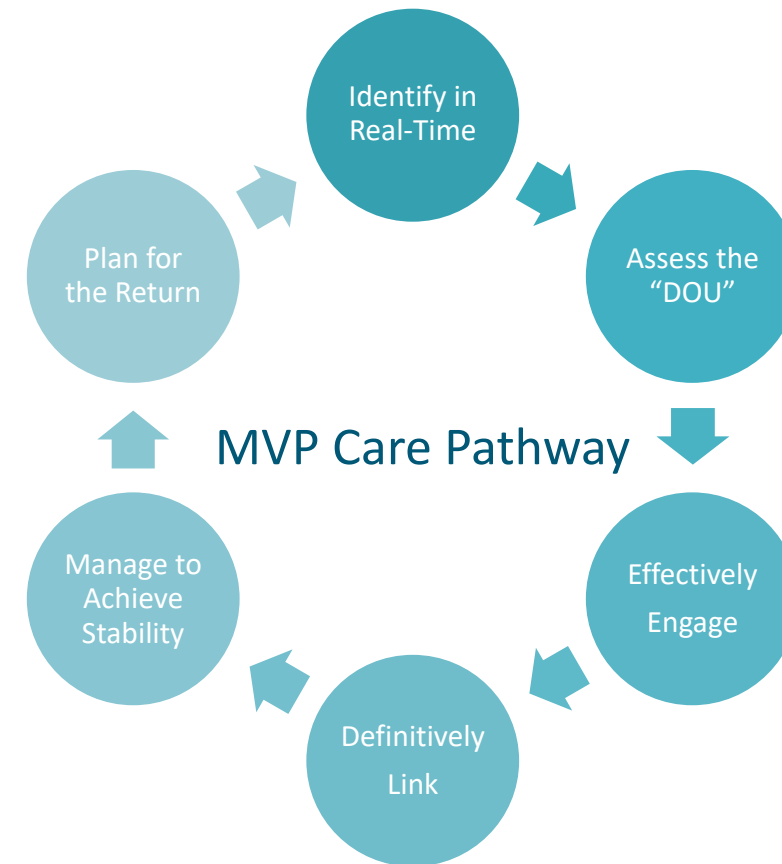 Identify in
Real-Time
Assess the
“DOU”
Effectively
Engage
Definitively
Link
Manage to
Achieve
Stability
Plan for
the Return
MVP Care Pathway